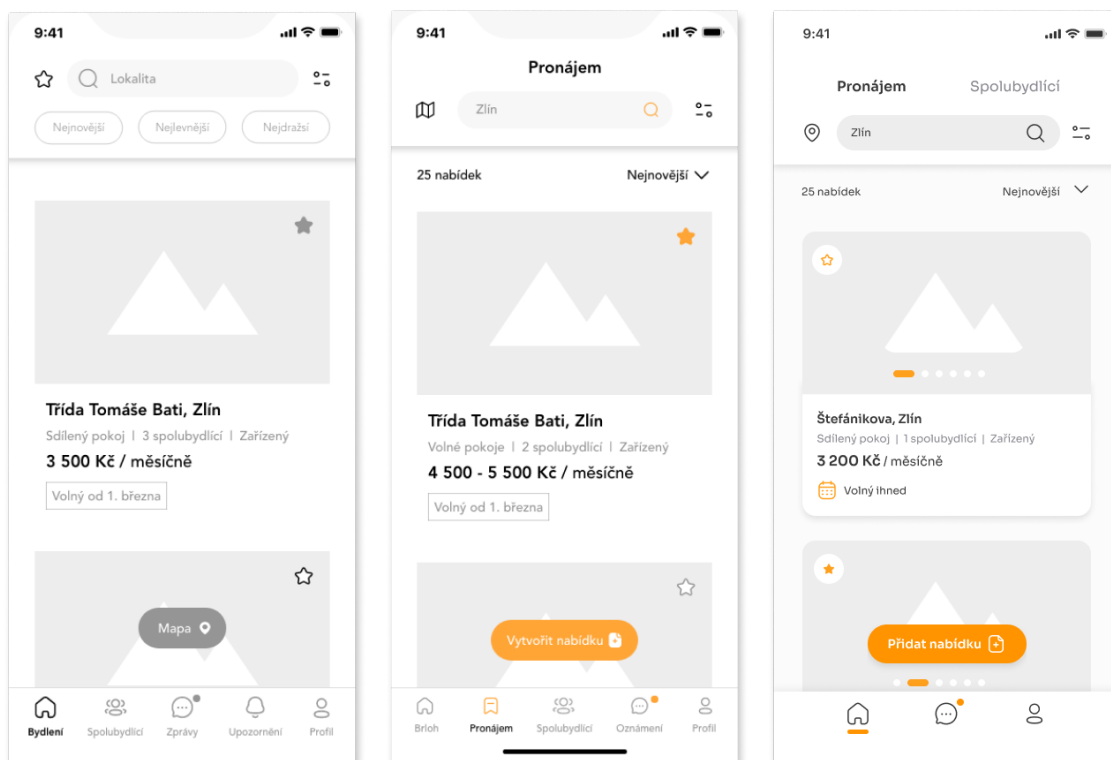 9:41
Lokalita
Nejnovější Nejlevnější Nejdražsí
Třída Tomáše Bati, Zlín
Sdílený pokoj | 3 spolubydlící | Zařízený
3 500 Kč / měsíčně
Volný od 1. března
Mapa
Bydlení Spolubydlící Zprávy Upozornění Profil
9:41
Pronájem
Zlín
25 nabídek Nejnovější
Třída Tomáše Bati, Zlín
Volné pokoje | 2 spolubydlící | Zařízený
4 500 - 5 500 Kč / měsíčně
Volný od 1. března
Vytvořit nabídku
Brloh Pronájem Spolubydlící Oznámení Profil
9:41
Pronájem Spolubydlící
Zlín
25 nabídek Nejnovější
Štefánikova, Zlín
Sdílený pokoj | 1 spolubydlící | Zařízený
3 200 Kč / měsíčně
Volný ihned
Přidat nabídku